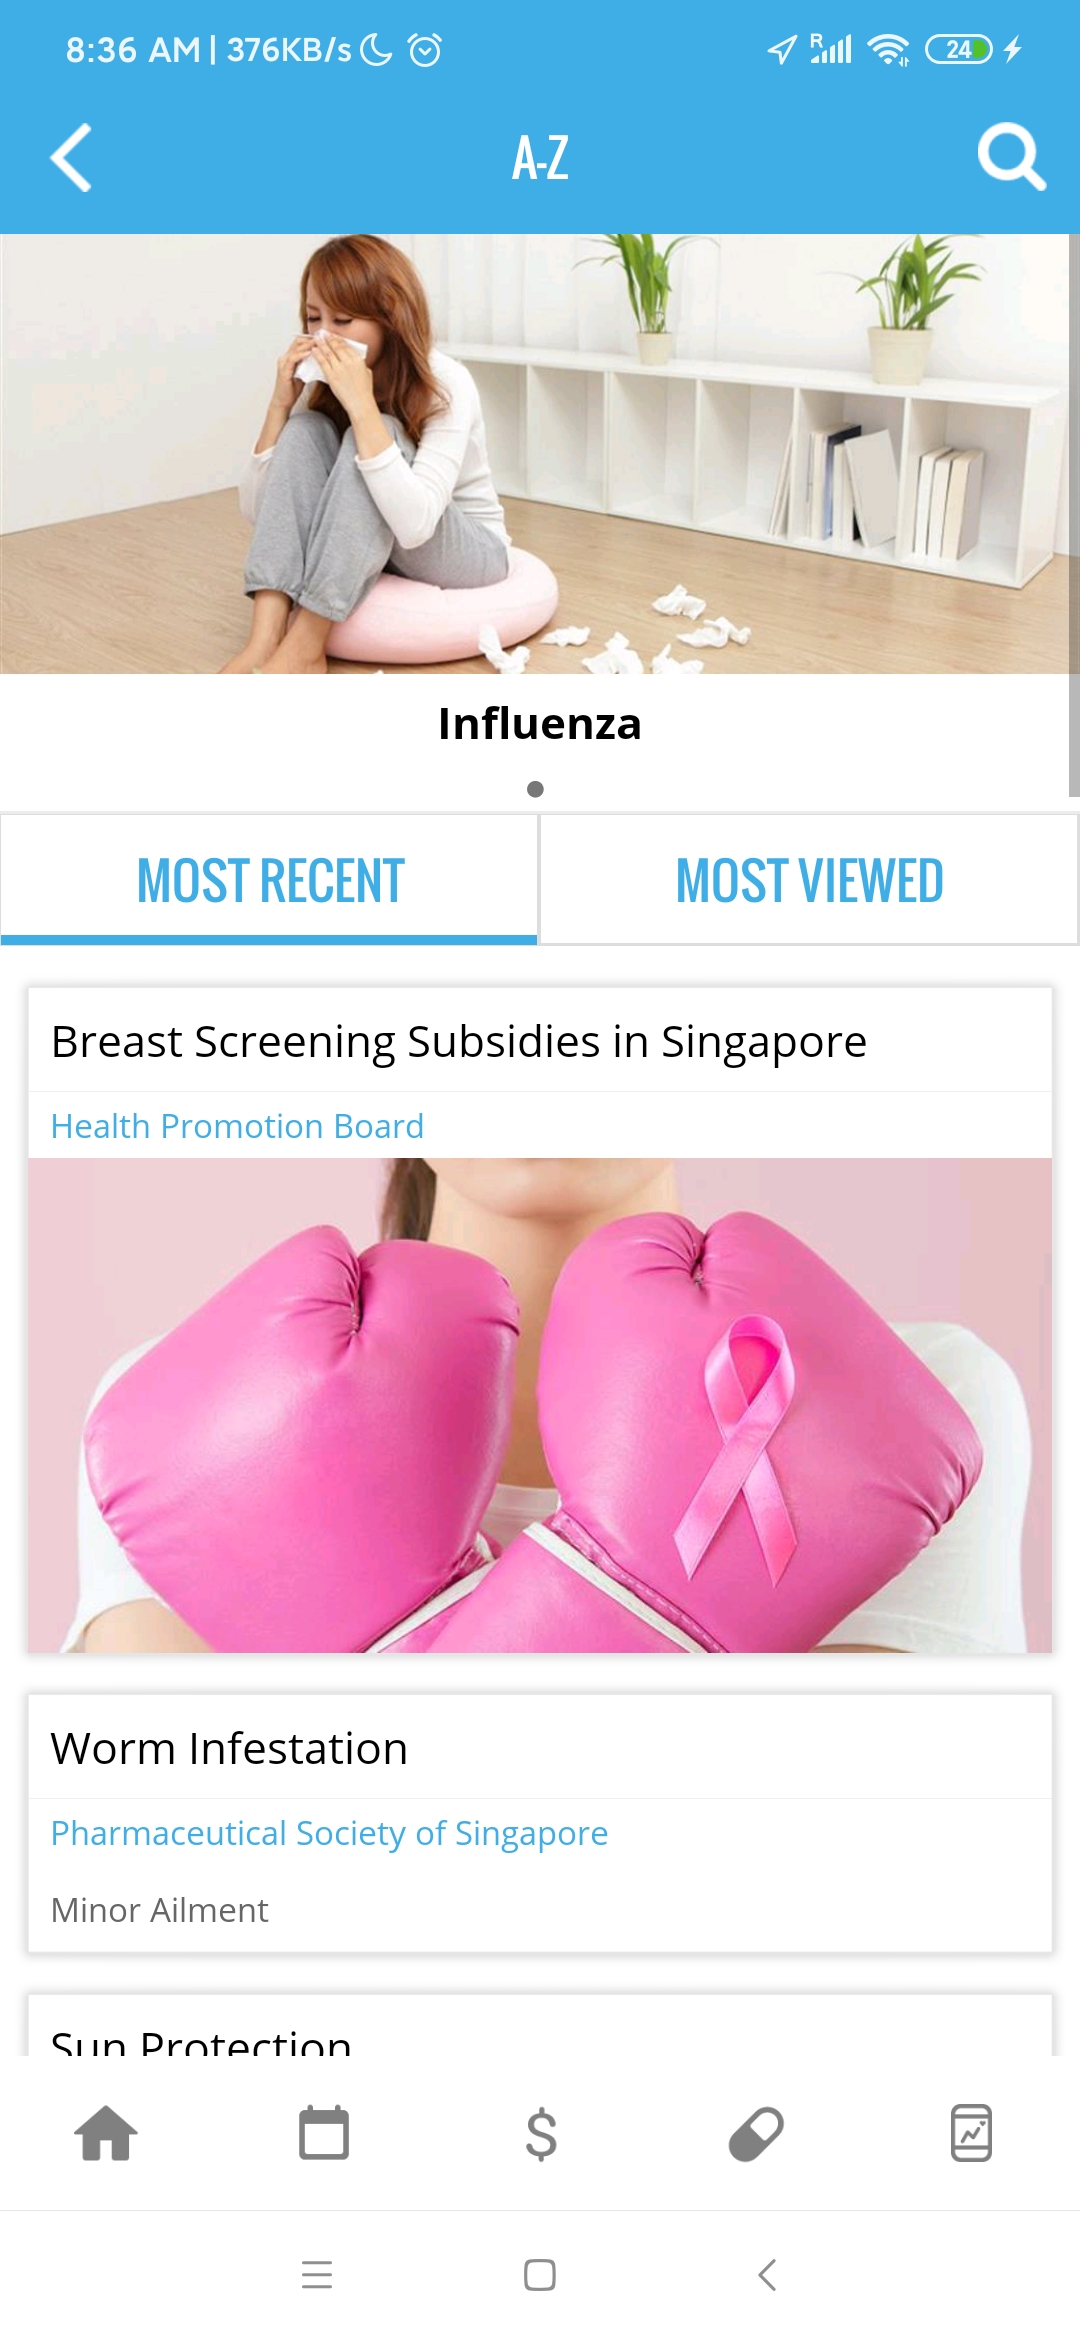 8:36 AM | 376KB/s
R
24
A-Z
Influenza
MOST RECENT
MOST VIEWED
Breast Screening Subsidies in Singapore
Health Promotion Board
Worm Infestation
Pharmaceutical Society of Singapore
Minor Ailment
Sun Protection
$